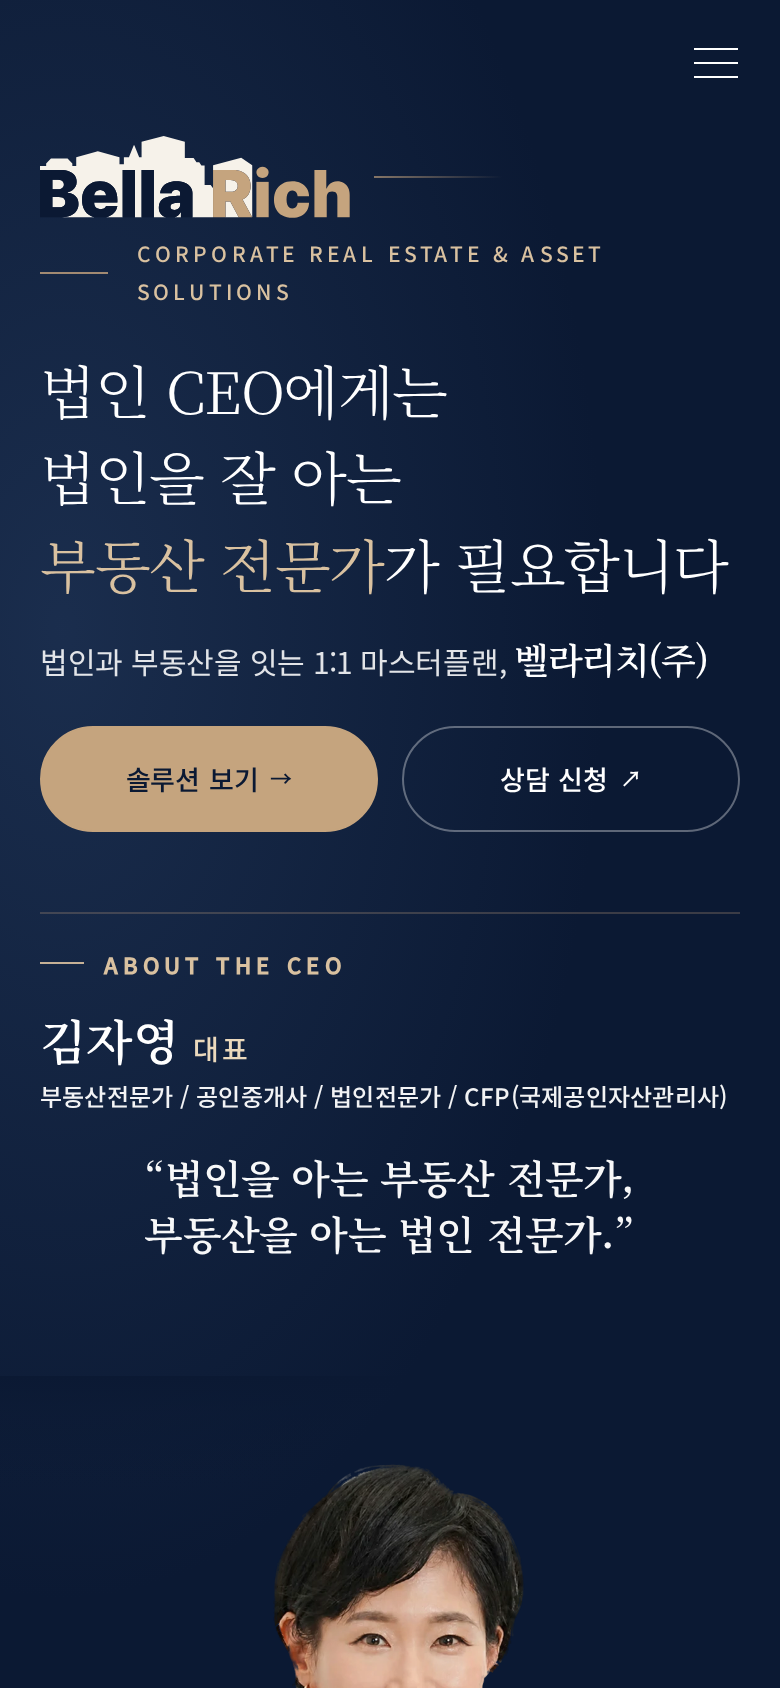 Bella Rich
CORPORATE REAL ESTATE & ASSET
SOLUTIONS
법인 CEO에게는
법인을 잘 아는
부동산 전문가가 필요합니다
법인과 부동산을 잇는 1:1 마스터플랜, 벨라리치(주)
솔루션 보기 →
상담 신청 ↗
ABOUT THE CEO
김자영 대표
부동산전문가 / 공인중개사 / 법인전문가 / CFP(국제공인자산관리사)
“법인을 아는 부동산 전문가,
부동산을 아는 법인 전문가.”